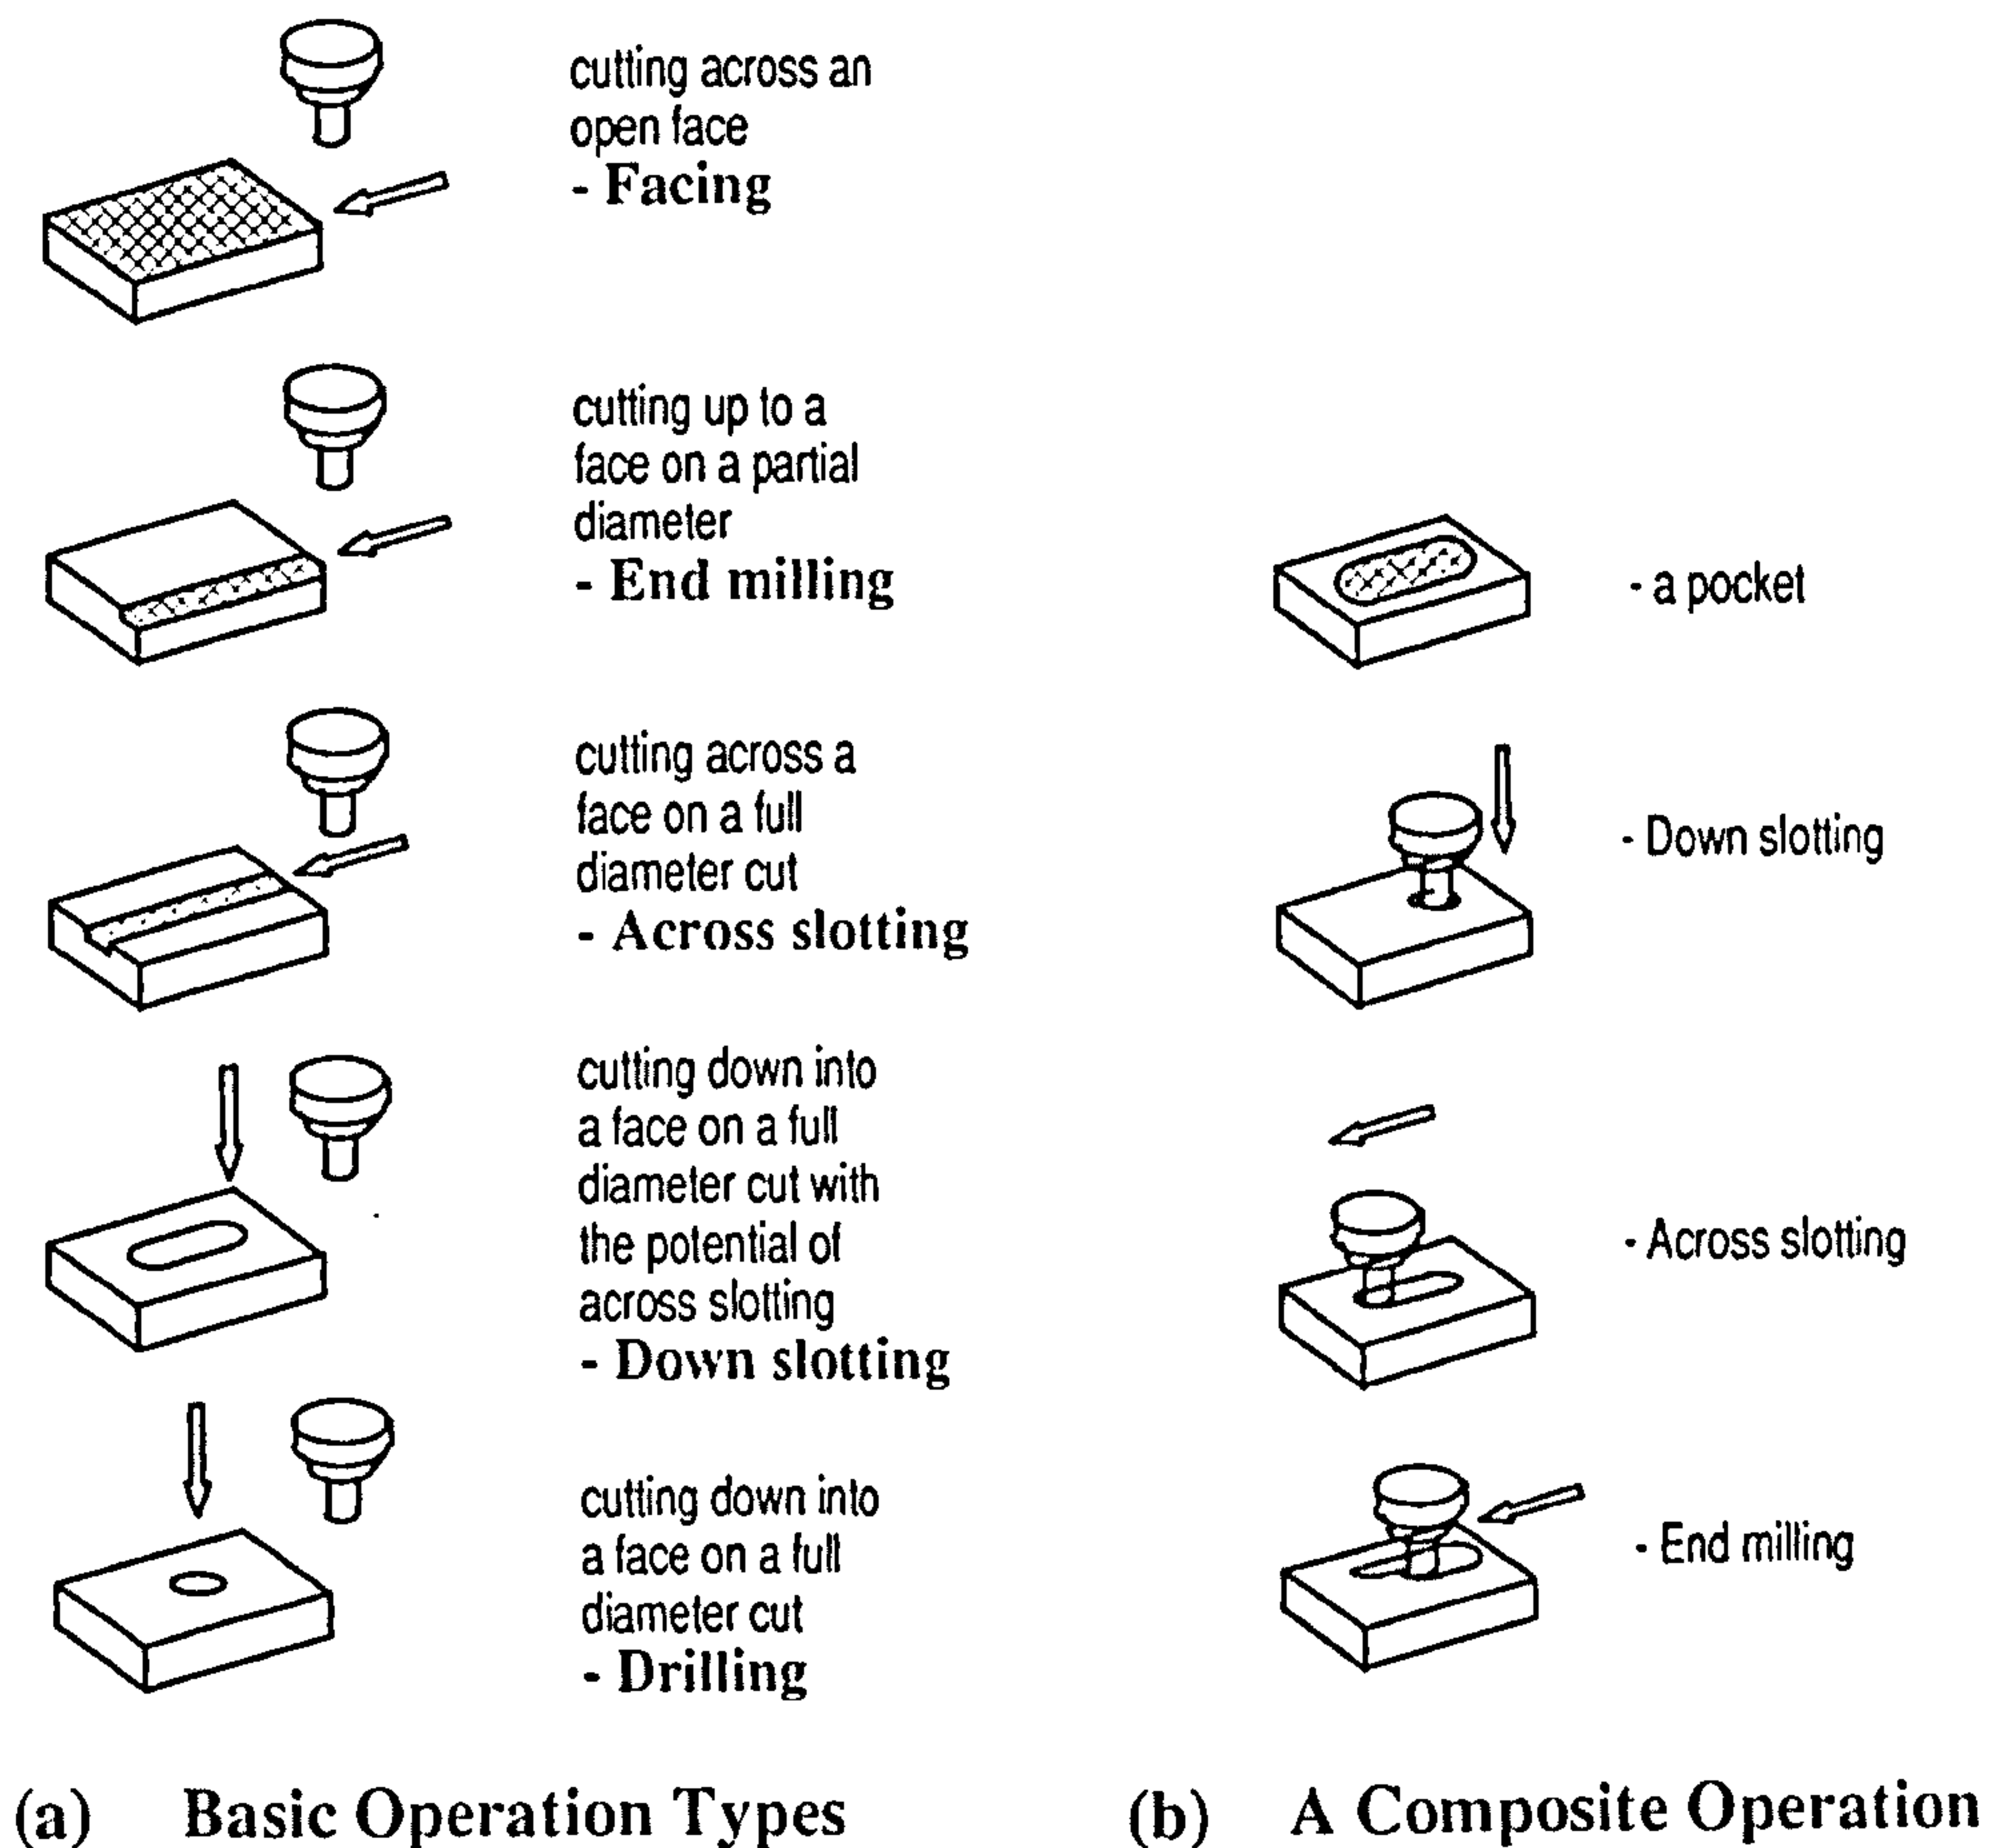 cutting across an
open face
- Facing
cutting up to a
face on a partial
diameter
- End milling
cutting across a
face on a full
diameter cut
- Across slotting
cutting down into
a face on a full
diameter cut with
the potential of
across slotting
- Down slotting
cutting down into
a face on a full
diameter cut
- Drilling
(a) Basic Operation Types
- a pocket
- Down slotting
- Across slotting
- End milling
(b) A Composite Operation